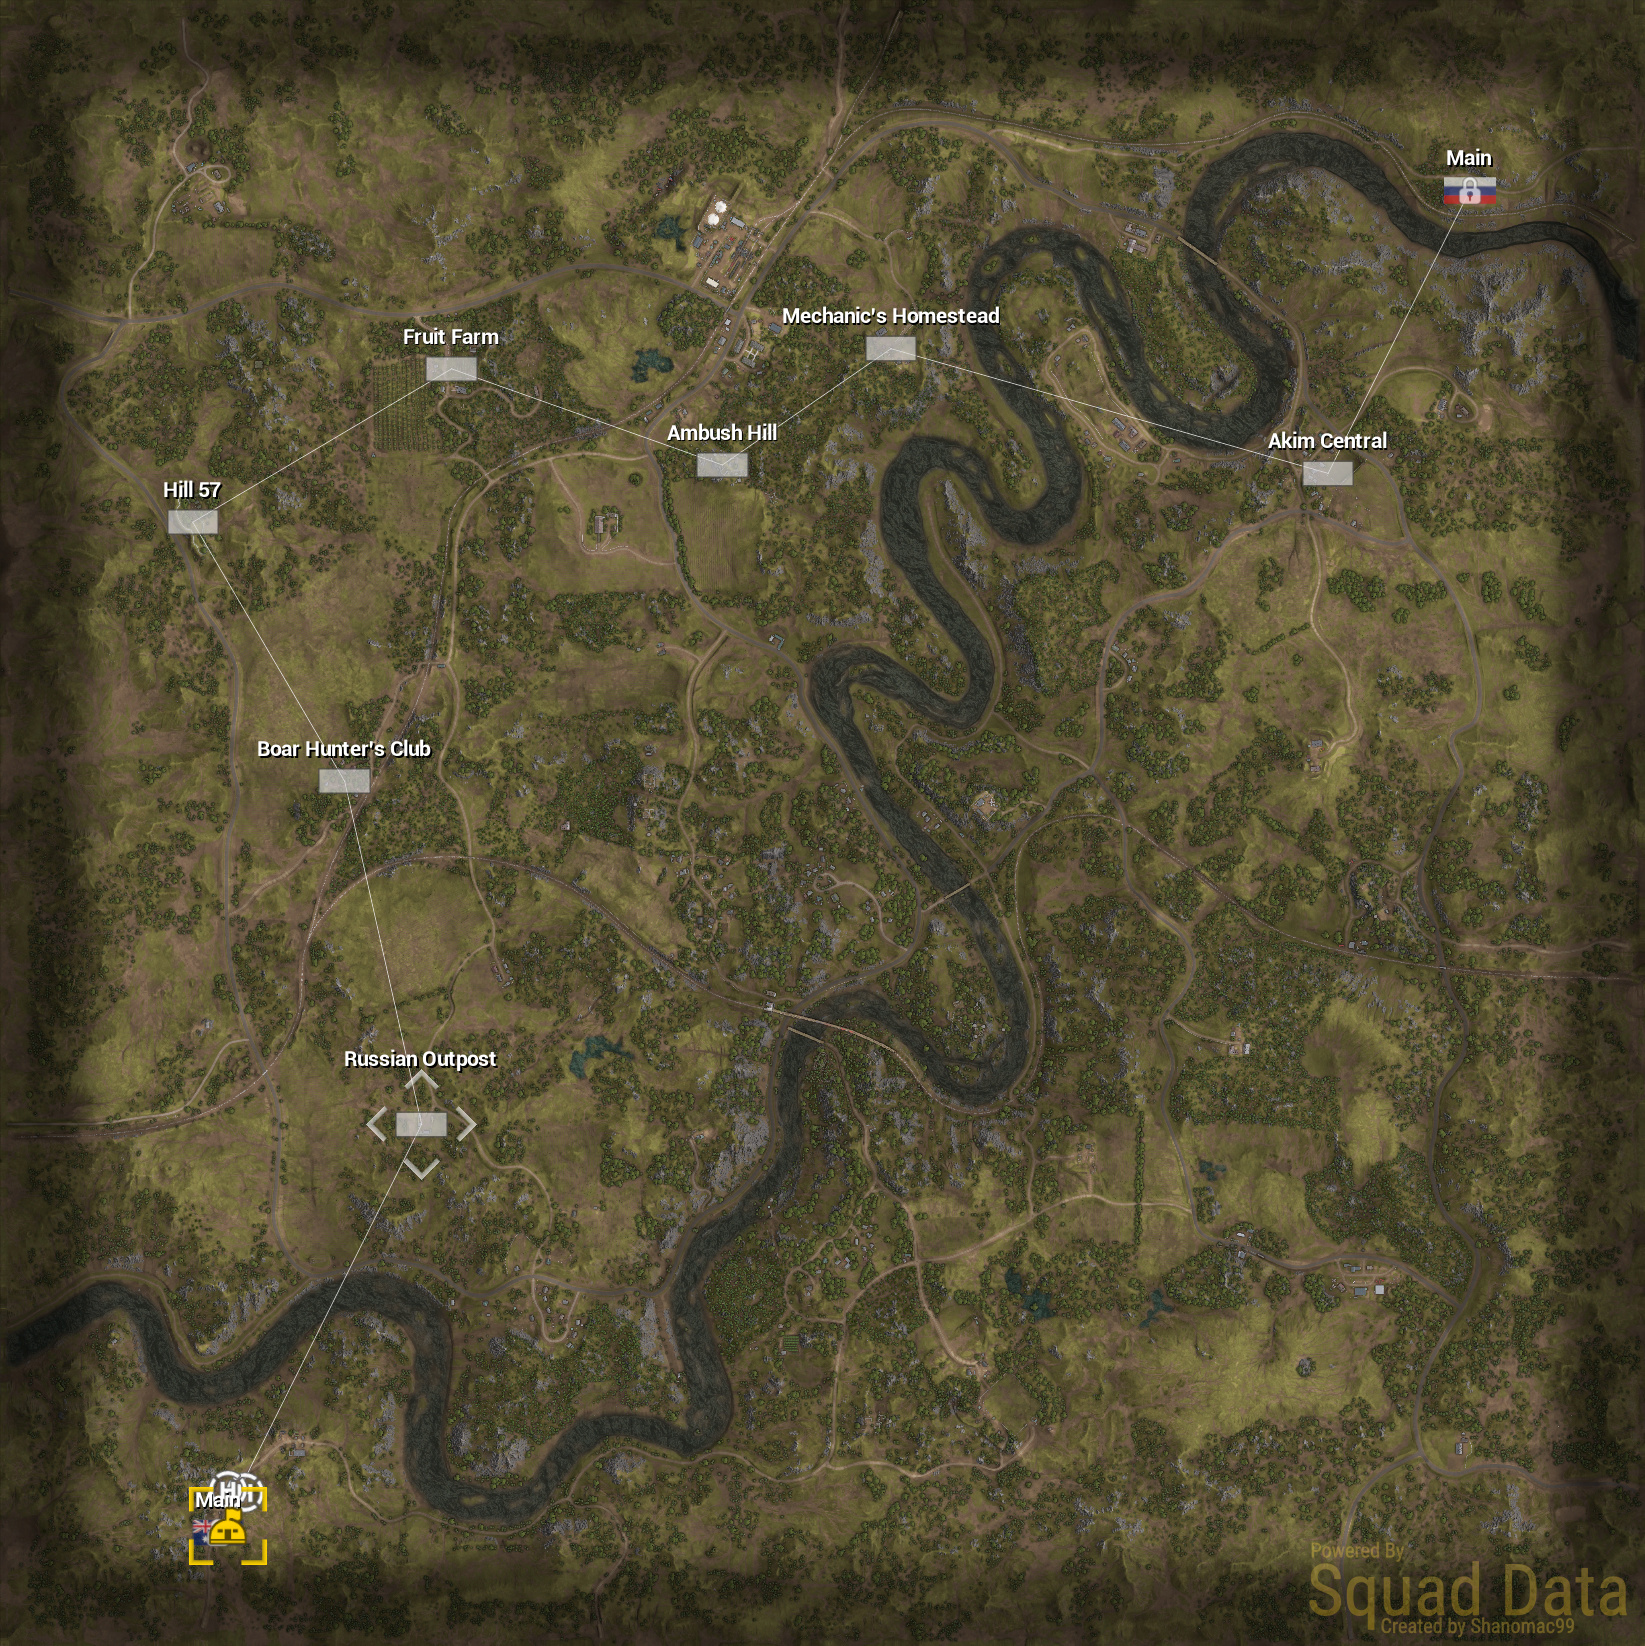 Main
Mechanic's Homestead
Fruit Farm
Ambush Hill
Akim Central
Hill 57
Boar Hunter's Club
Russian Outpost
Main
Powered By
Squad Data
Created by Shanomac99